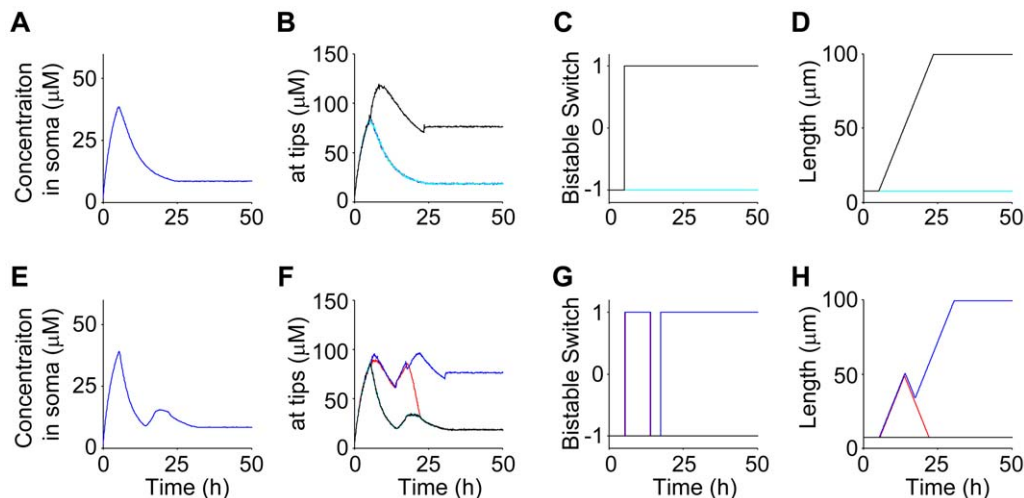 A
B
C
D
Concentraiton
in soma (μM)
50
25
0
0
25
50
at tips (μM)
150
100
50
0
0
25
50
Bistable Switch
1
0
-1
0
25
50
Length (μm)
100
50
0
0
25
50
E
F
G
H
Concentraiton
in soma (μM)
50
25
0
0
25
50
Time (h)
at tips (μM)
150
100
50
0
0
25
50
Time (h)
Bistable Switch
1
0
-1
0
25
50
Time (h)
Length (μm)
100
50
0
0
25
50
Time (h)